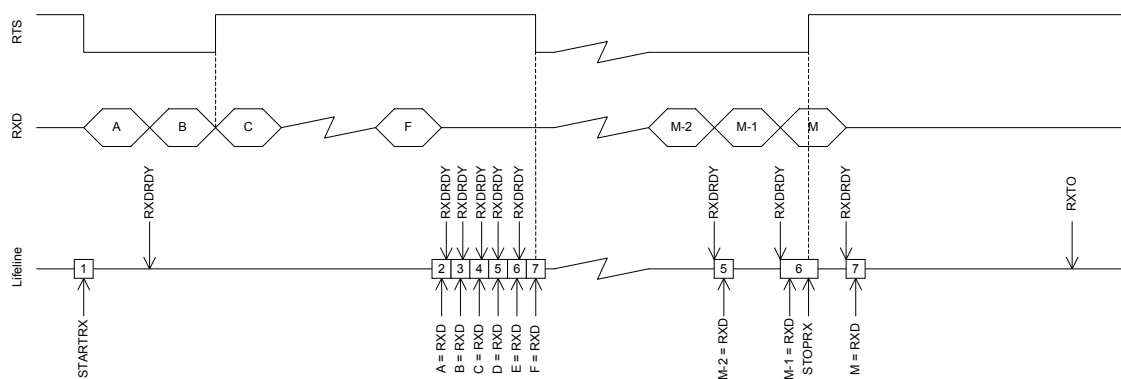 RTS
RXD
A
B
C
F
M-2
M-1
M
RXDRDY
RXDRDY
RXDRDY
RXDRDY
RXDRDY
RXDRDY
RXDRDY
RXDRDY
RXDRDY
RXTO
Lifeline
1
2
3
4
5
6
7
5
6
7
STARTRX
A = RXD
B = RXD
C = RXD
D = RXD
E = RXD
F = RXD
M-2 = RXD
M-1 = RXD
STOPRX
M = RXD